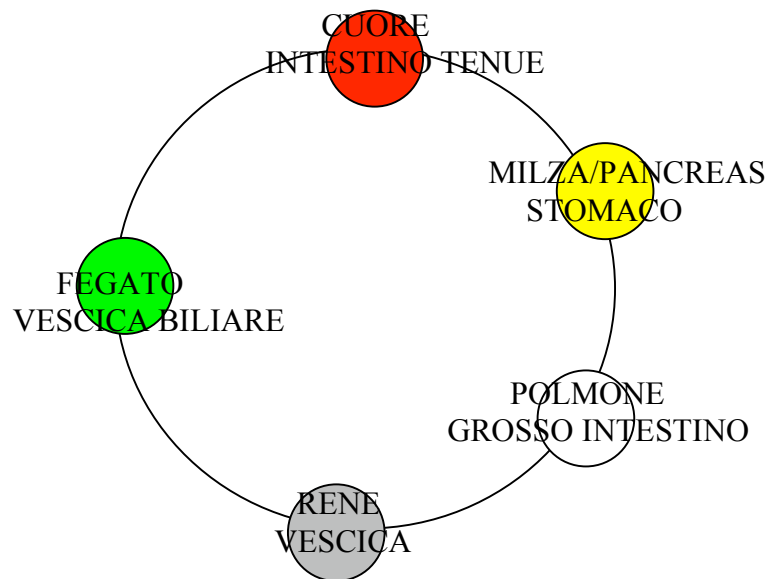 CUORE
INTESTINO TENUE
MILZA/PANCREAS
STOMACO
FEGATO
VESCICA BILIARE
POLMONE
GROSSO INTESTINO
RENE
VESCICA